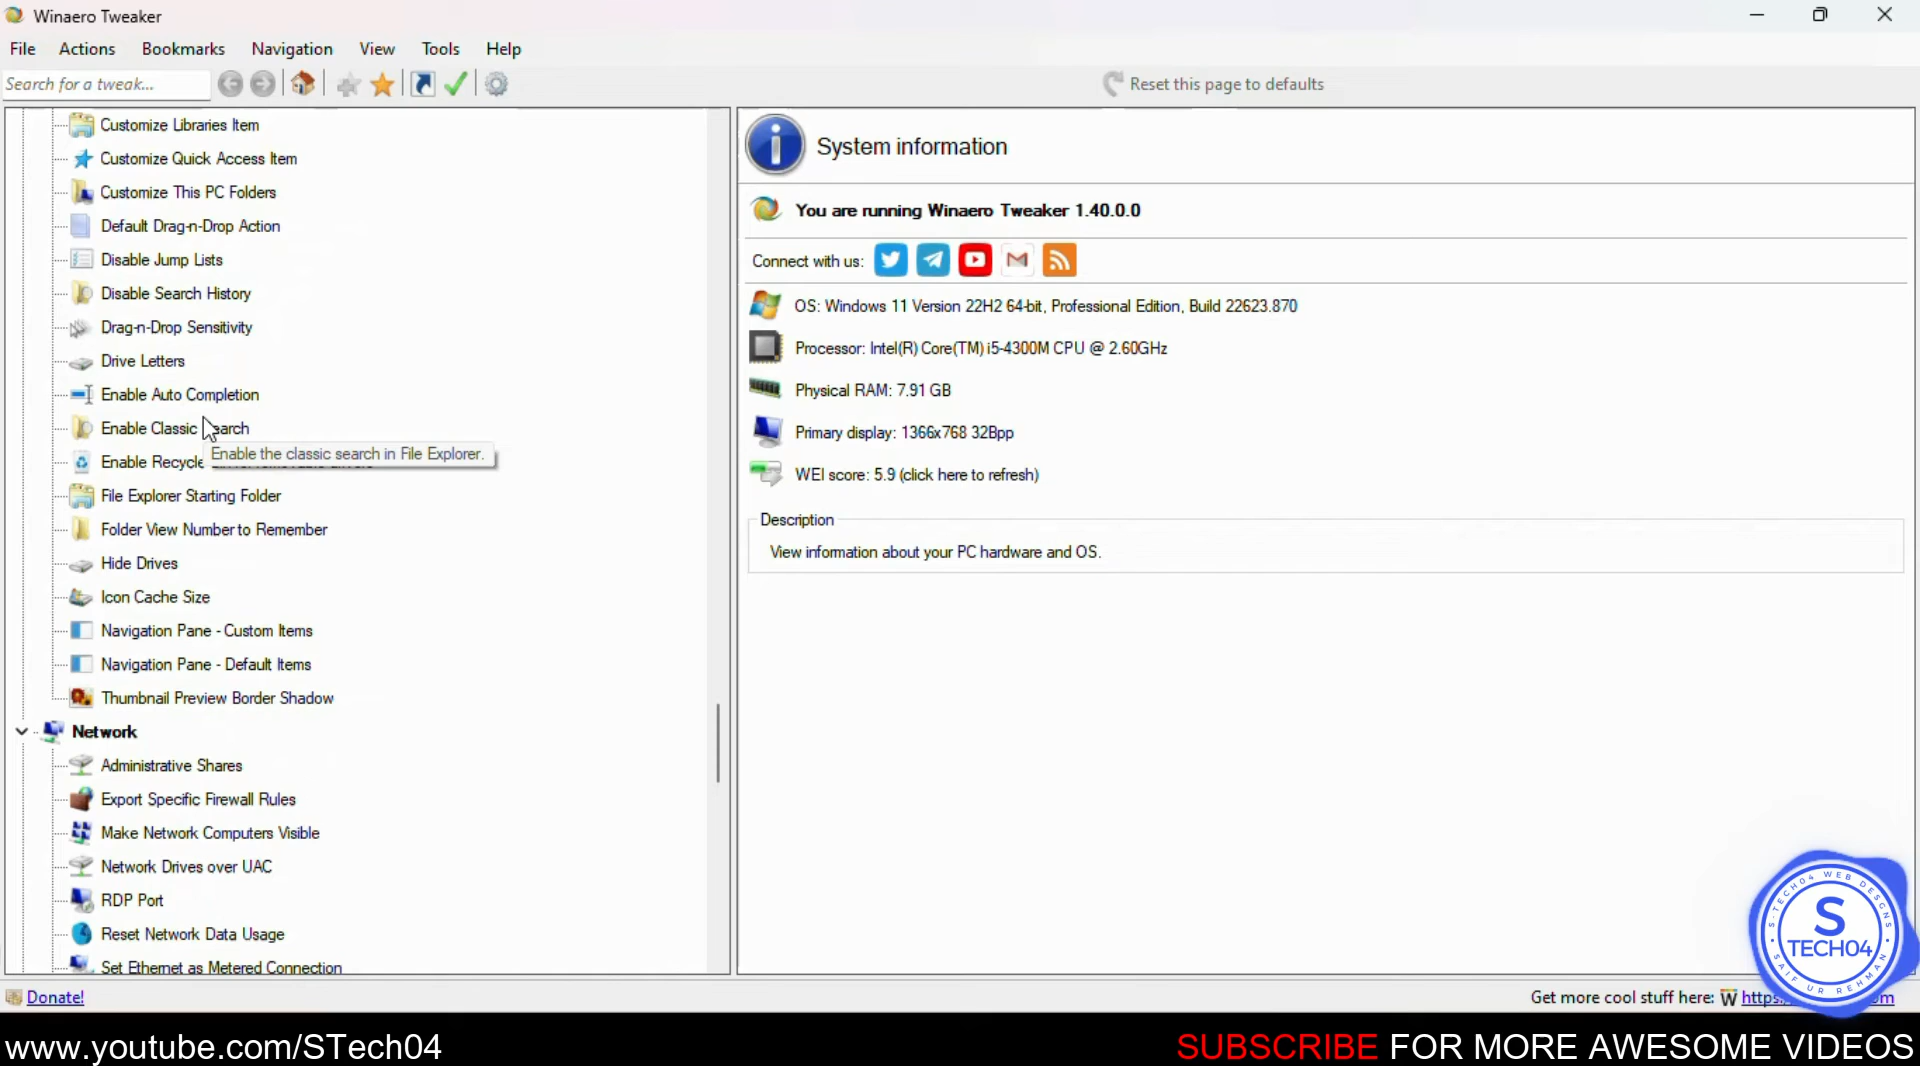 Winaero Tweaker
File Actions Bookmarks Navigation View Tools Help
Search for a tweak...
Reset this page to defaults
Customize Libraries Item
Customize Quick Access Item
Customize This PC Folders
Default Drag-n-Drop Action
Disable Jump Lists
Disable Search History
Drag-n-Drop Sensitivity
Drive Letters
Enable Auto Completion
Enable Classic Search
Enable the classic search in File Explorer.
Enable Recycle
File Explorer Starting Folder
Folder View Number to Remember
Hide Drives
Icon Cache Size
Navigation Pane - Custom Items
Navigation Pane - Default Items
Thumbnail Preview Border Shadow
Network
Administrative Shares
Export Specific Firewall Rules
Make Network Computers Visible
Network Drives over UAC
RDP Port
Reset Network Data Usage
Set Ethernet as Metered Connection
System information
You are running Winaero Tweaker 1.40.0.0
Connect with us:
OS: Windows 11 Version 22H2 64-bit, Professional Edition, Build 22623.870
Processor: Intel(R) Core(TM) i5-4300M CPU @ 2.60GHz
Physical RAM: 7.91 GB
Primary display: 1366x768 32Bpp
WEI score: 5.9 (click here to refresh)
Description
View information about your PC hardware and OS.
S-TECH04 WEB DESGNS
S
TECH04
SAIF UR REHMAN
Donate!
Get more cool stuff here: W https:
www.youtube.com/STech04
SUBSCRIBE FOR MORE AWESOME VIDEOS